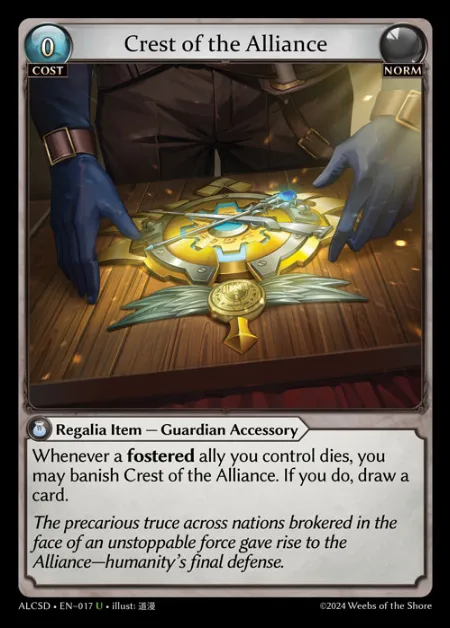 0
Crest of the Alliance
COST
NORM
Regalia Item — Guardian Accessory
Whenever a fostered ally you control dies, you
may banish Crest of the Alliance. If you do, draw a
card.
The precarious truce across nations brokered in the
face of an unstoppable force gave rise to the
Alliance—humanity's final defense.
ALCSD • EN-017 U • illust: 道漫
©2024 Weebs of the Shore